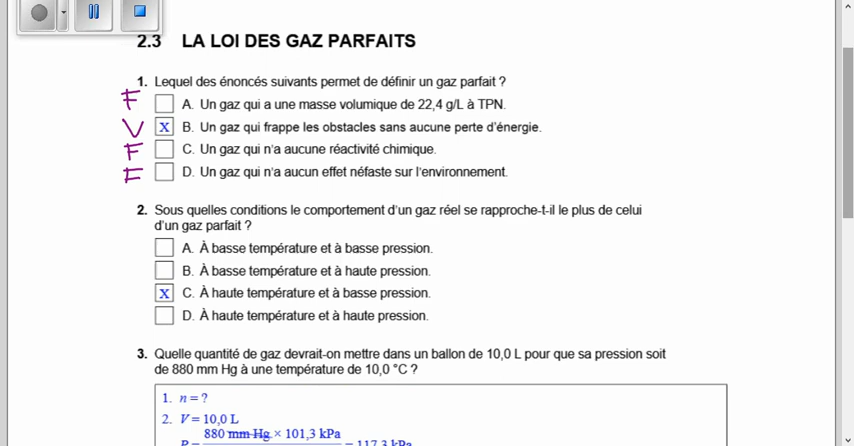 2.3 LA LOI DES GAZ PARFAITS
1. Lequel des énoncés suivants permet de définir un gaz parfait ?
F A. Un gaz qui a une masse volumique de 22,4 g/L à TPN.
V X B. Un gaz qui frappe les obstacles sans aucune perte d'énergie.
F C. Un gaz qui n'a aucune réactivité chimique.
F D. Un gaz qui n'a aucun effet néfaste sur l'environnement.
2. Sous quelles conditions le comportement d'un gaz réel se rapproche-t-il le plus de celui
d'un gaz parfait ?
A. À basse température et à basse pression.
B. À basse température et à haute pression.
X C. À haute température et à basse pression.
D. À haute température et à haute pression.
3. Quelle quantité de gaz devrait-on mettre dans un ballon de 10,0 L pour que sa pression soit
de 880 mm Hg à une température de 10,0 °C ?
1. n = ?
2. V = 10,0 L
880 mm Hg × 101,3 kPa
P = = 117,3 kPa